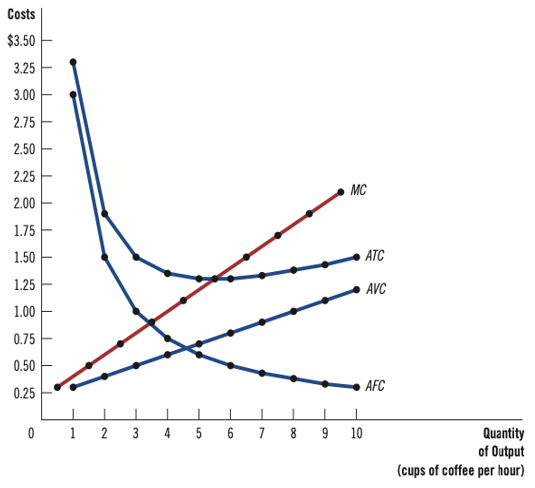 Costs
$3.50
3.25
3.00
2.75
2.50
2.25
2.00
1.75
1.50
1.25
1.00
0.75
0.50
0.25
MC
ATC
AVC
AFC
0 1 2 3 4 5 6 7 8 9 10
Quantity
of Output
(cups of coffee per hour)